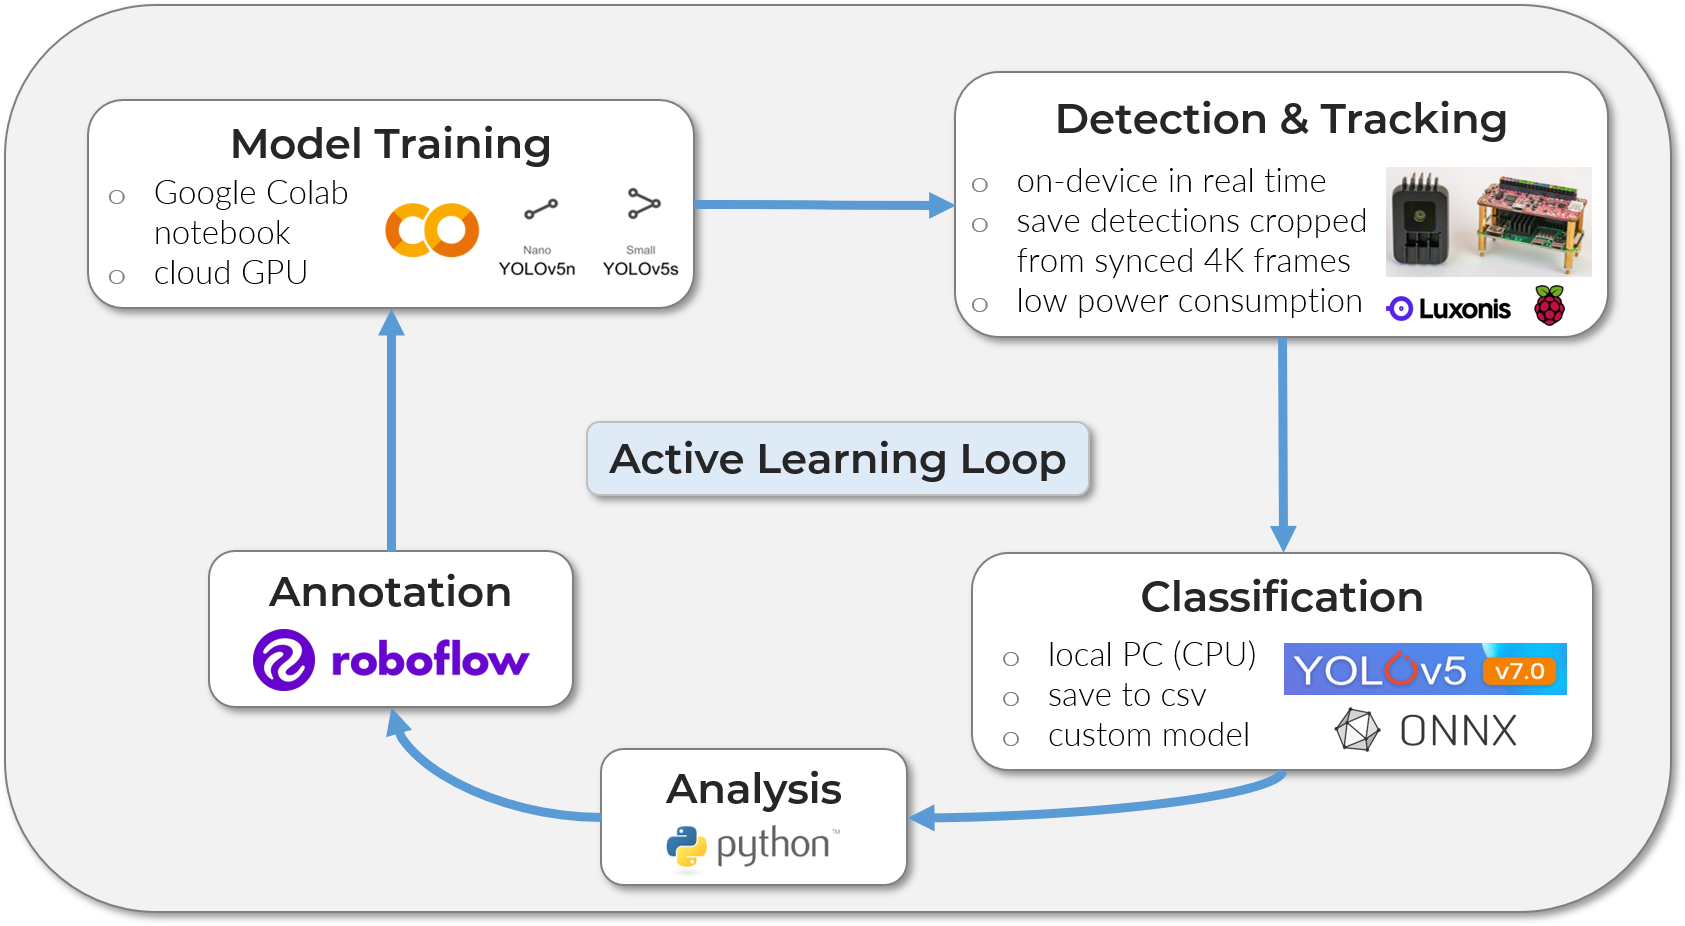 Model Training
Google Colab
notebook
cloud GPU
Nano
YOLOv5n
Small
YOLOv5s
Detection & Tracking
on-device in real time
save detections cropped
from synced 4K frames
low power consumption
Luxonis
Active Learning Loop
Annotation
roboflow
Classification
local PC (CPU)
save to csv
custom model
YOLOv5 v7.0
ONNX
Analysis
python™